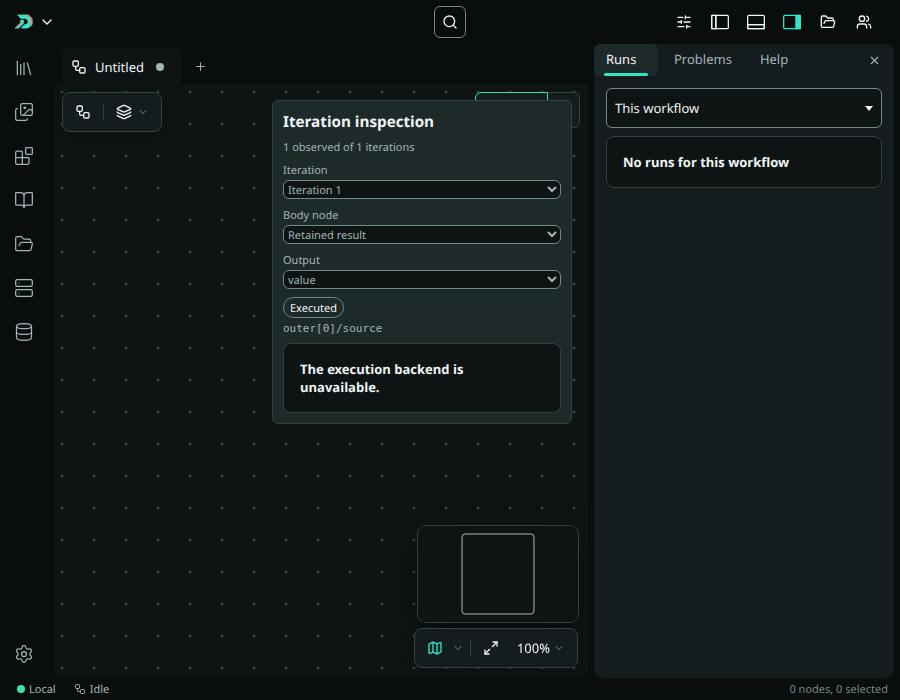 Untitled
Runs
Problems
Help
This workflow
No runs for this workflow
Iteration inspection
1 observed of 1 iterations
Iteration
Iteration 1
Body node
Retained result
Output
value
Executed
outer[0]/source
The execution backend is
unavailable.
100%
Local
Idle
0 nodes, 0 selected